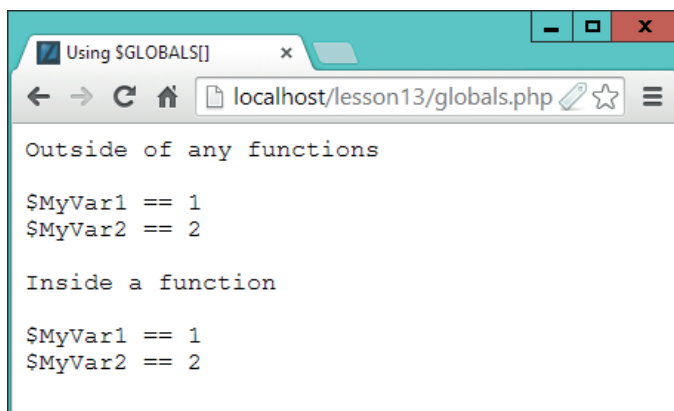 Using $GLOBALS[]
localhost/lesson13/globals.php
Outside of any functions
$MyVar1 == 1
$MyVar2 == 2
Inside a function
$MyVar1 == 1
$MyVar2 == 2